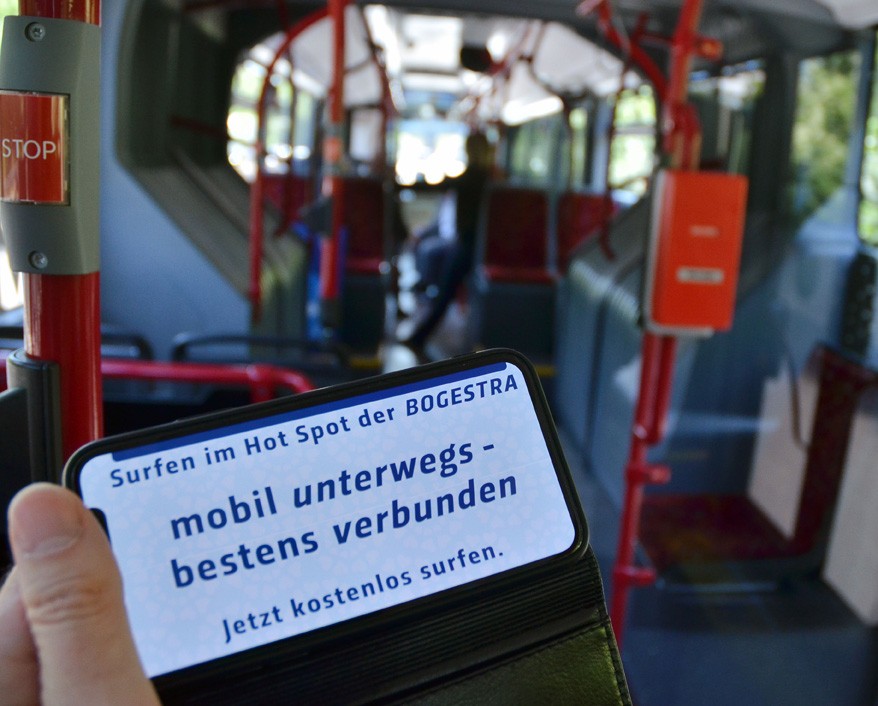 STOP
Surfen im Hot Spot der BOGESTRA
mobil unterwegs -
bestens verbunden
Jetzt kostenlos surfen.